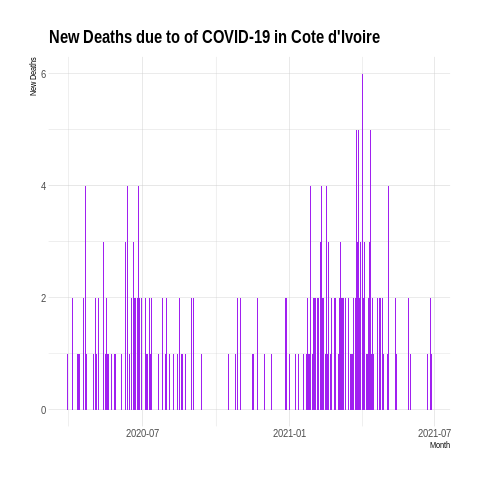 New Deaths due to of COVID-19 in Cote d'Ivoire
New Deaths
6
4
2
0
2020-07
2021-01
2021-07
Month